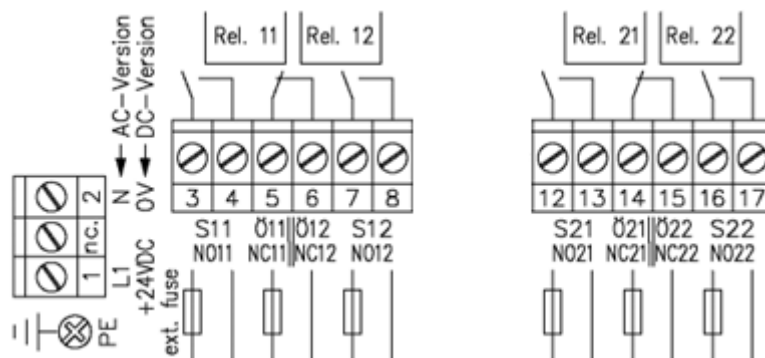 Rel. 11 Rel. 12 Rel. 21 Rel. 22
AC-Version
DC-Version
3 4 5 6 7 8 12 13 14 15 16 17
S11 Ö11 Ö12 S12 S21 Ö21 Ö22 S22
NO11 NC11 NC12 NO12 NO21 NC21 NC22 NO22
N
0V
2
nc.
1
L1
+24VDC
ext. fuse
PE